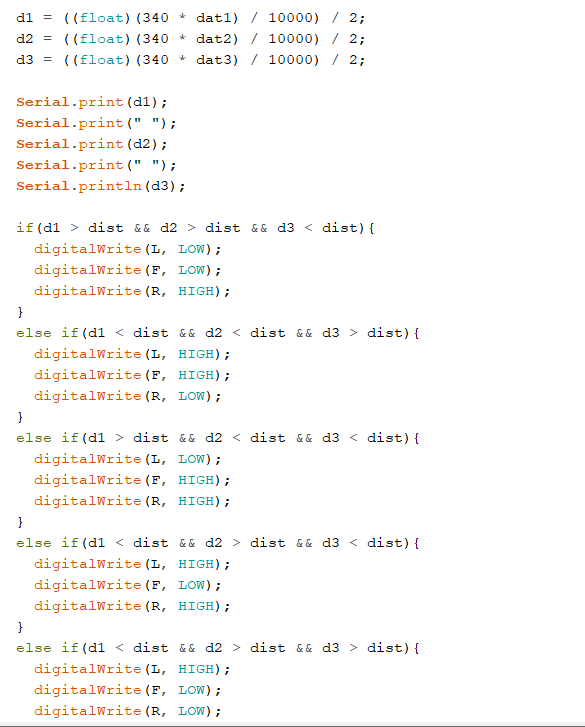 d1 = ((float)(340 * dat1) / 10000) / 2;
d2 = ((float)(340 * dat2) / 10000) / 2;
d3 = ((float)(340 * dat3) / 10000) / 2;

Serial.print(d1);
Serial.print(" ");
Serial.print(d2);
Serial.print(" ");
Serial.println(d3);

if(d1 > dist && d2 > dist && d3 < dist){
  digitalWrite(L, LOW);
  digitalWrite(F, LOW);
  digitalWrite(R, HIGH);
}
else if(d1 < dist && d2 < dist && d3 > dist){
  digitalWrite(L, HIGH);
  digitalWrite(F, HIGH);
  digitalWrite(R, LOW);
}
else if(d1 > dist && d2 < dist && d3 < dist){
  digitalWrite(L, LOW);
  digitalWrite(F, HIGH);
  digitalWrite(R, HIGH);
}
else if(d1 < dist && d2 > dist && d3 < dist){
  digitalWrite(L, HIGH);
  digitalWrite(F, LOW);
  digitalWrite(R, HIGH);
}
else if(d1 < dist && d2 > dist && d3 > dist){
  digitalWrite(L, HIGH);
  digitalWrite(F, LOW);
  digitalWrite(R, LOW);